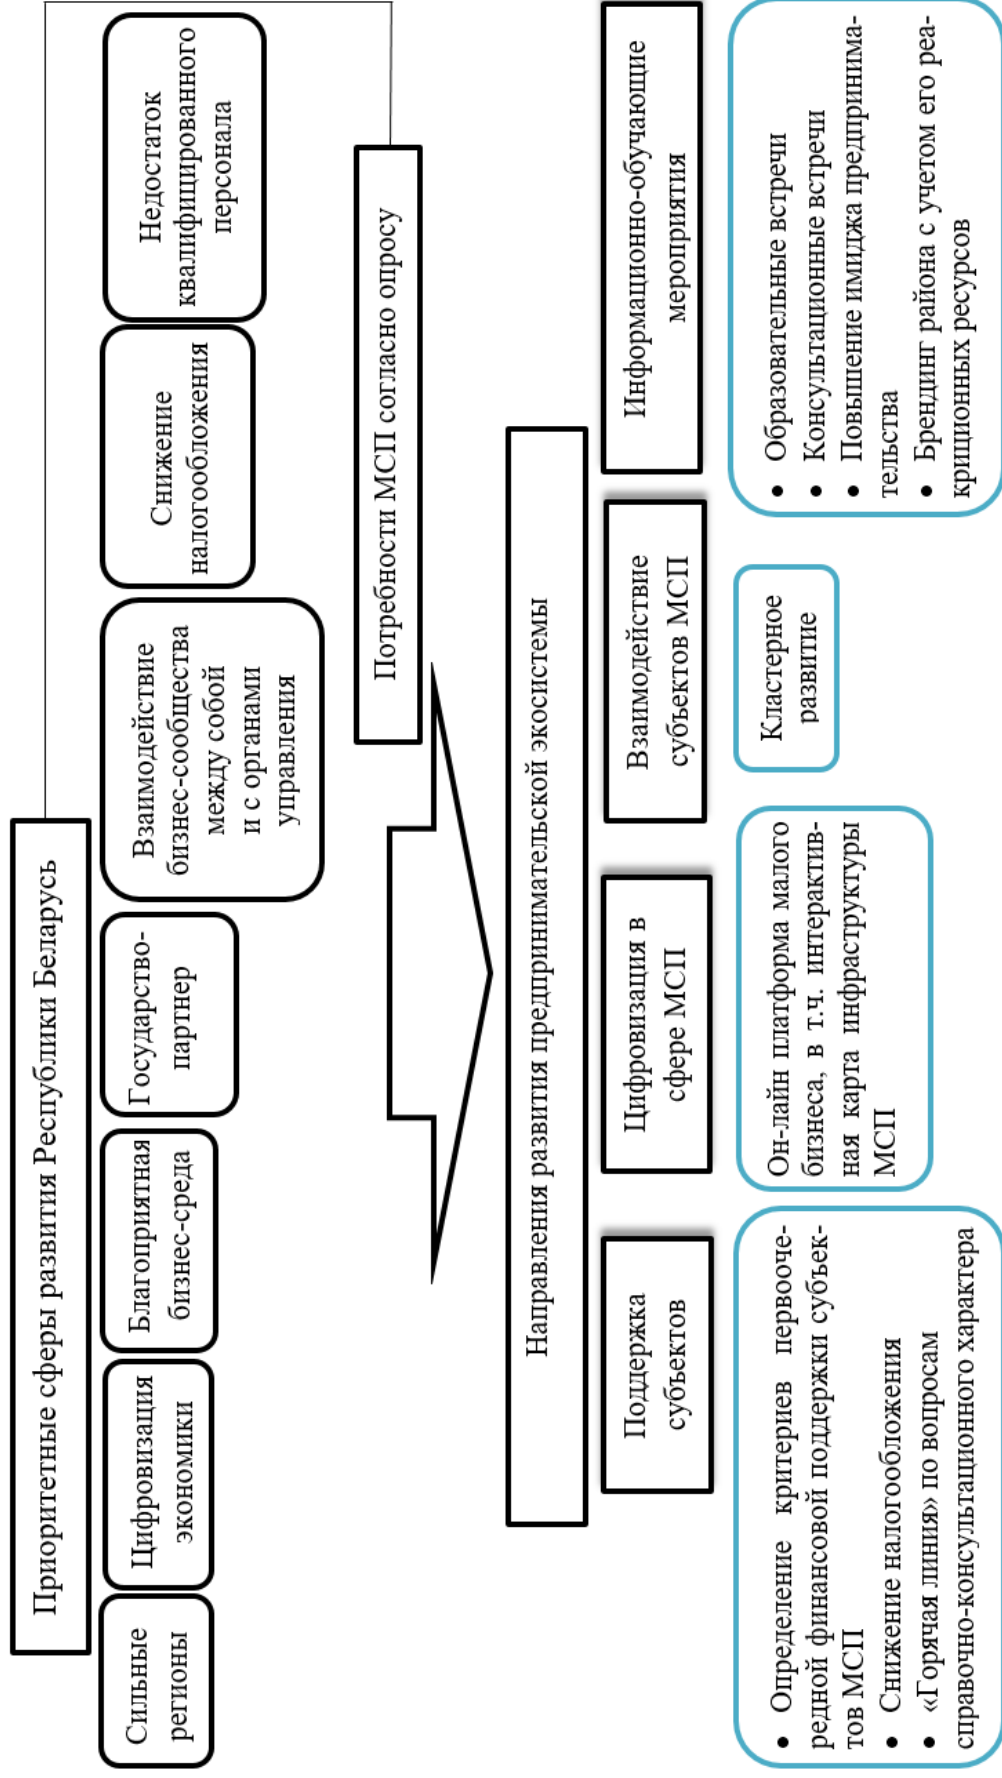 Приоритетные сферы развития Республики Беларусь
Сильные
регионы
Цифровизация
экономики
Благоприятная
бизнес-среда
Государство-
партнер
Взаимодействие
бизнес-сообщества
между собой
и с органами
управления
Снижение
налогообложения
Недостаток
квалифицированного
персонала
Потребности МСП согласно опросу
Направления развития предпринимательской экосистемы
Поддержка
субъектов
Цифровизация в
сфере МСП
Взаимодействие
субъектов МСП
Информационно-обучающие
мероприятия
• Определение критериев первооче-
редной финансовой поддержки субъек-
тов МСП
• Снижение налогообложения
• «Горячая линия» по вопросам
справочно-консультационного характера
Он-лайн платформа малого
бизнеса, в т.ч. интерактив-
ная карта инфраструктуры
МСП
Кластерное
развитие
• Образовательные встречи
• Консультационные встречи
• Повышение имиджа предпринима-
тельства
• Брендинг района с учетом его реа-
криционных ресурсов